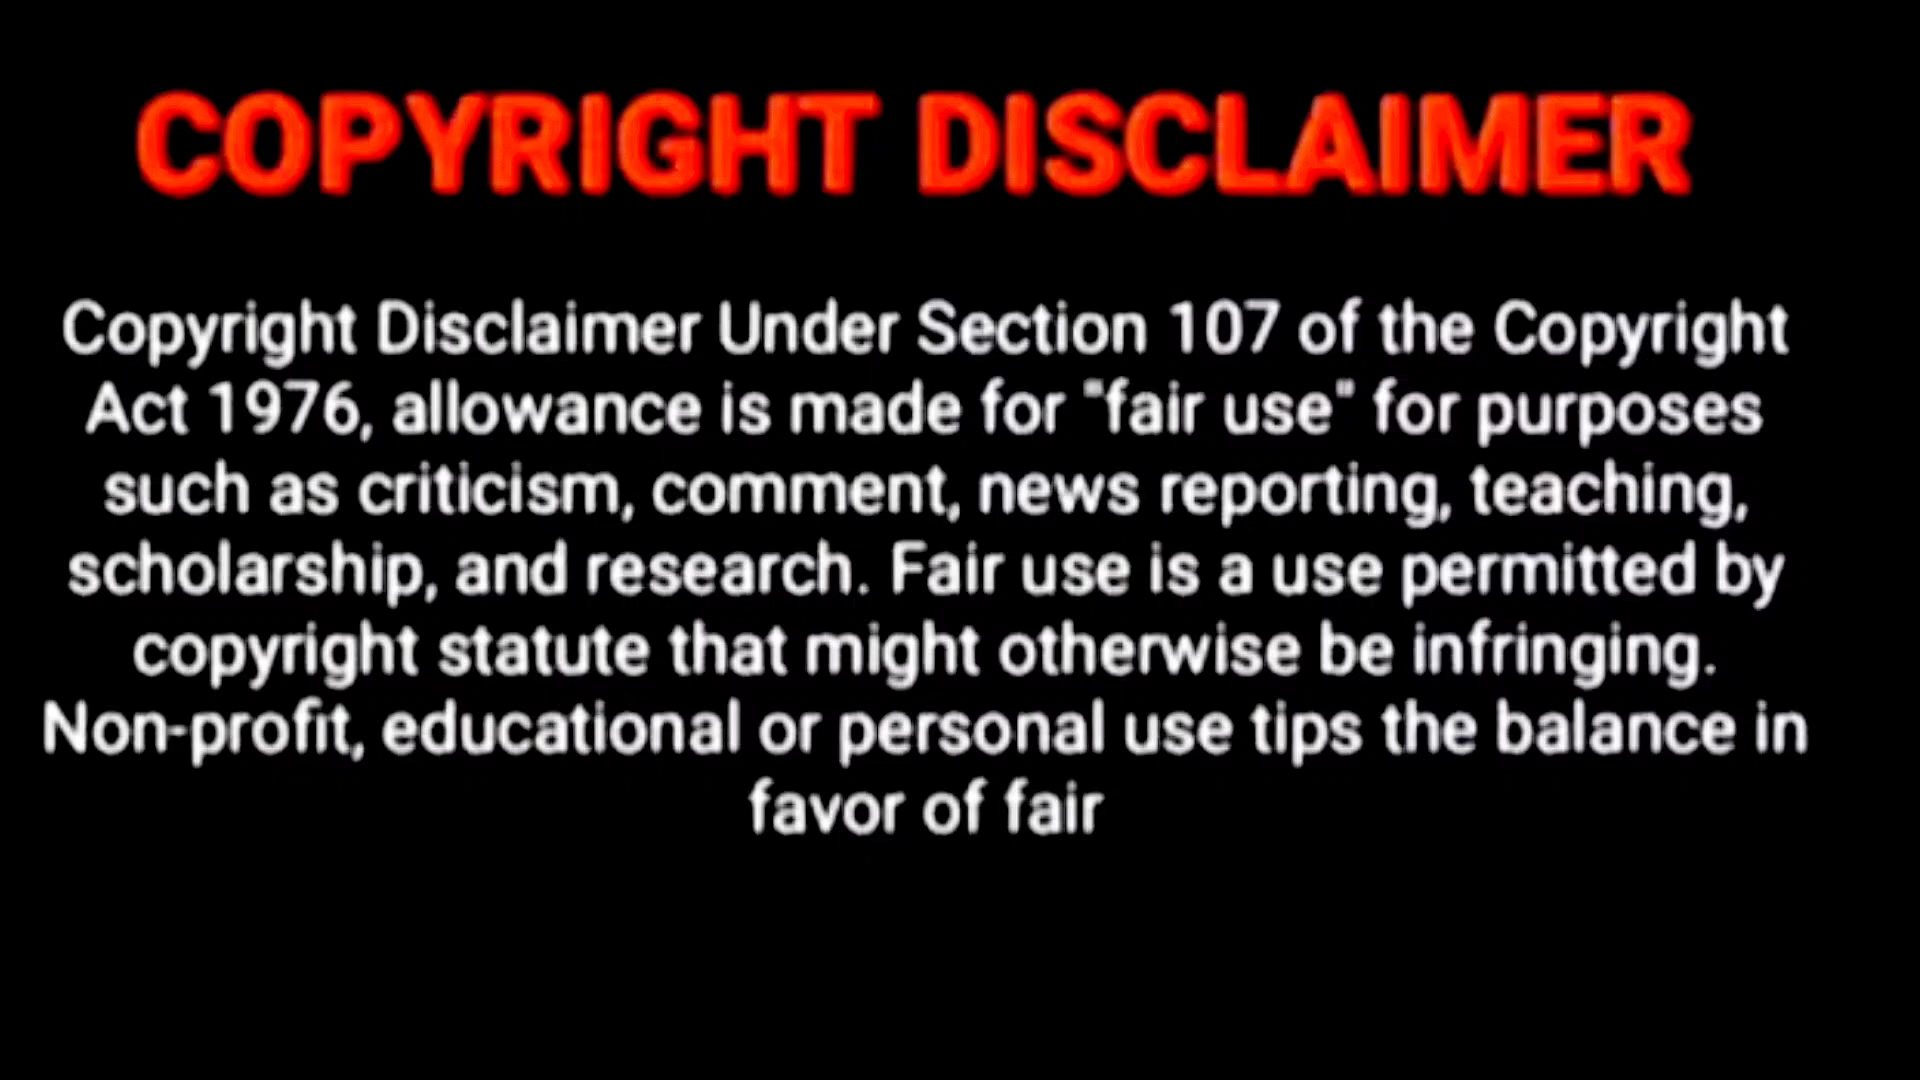 COPYRIGHT DISCLAIMER
Copyright Disclaimer Under Section 107 of the Copyright
Act 1976, allowance is made for "fair use" for purposes
such as criticism, comment, news reporting, teaching,
scholarship, and research. Fair use is a use permitted by
copyright statute that might otherwise be infringing.
Non-profit, educational or personal use tips the balance in
favor of fair